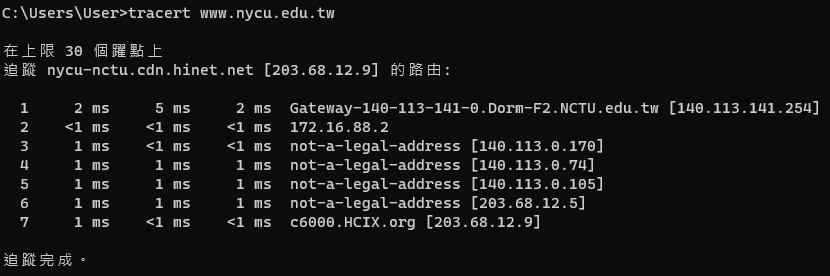 C:\Users\User>tracert www.nycu.edu.tw
在上限 30 個躍點上
追蹤 nycu-nctu.cdn.hinet.net [203.68.12.9] 的路由:
1 2 ms 5 ms 2 ms Gateway-140-113-141-0.Dorm-F2.NCTU.edu.tw [140.113.141.254]
2 <1 ms <1 ms <1 ms 172.16.88.2
3 1 ms <1 ms <1 ms not-a-legal-address [140.113.0.170]
4 1 ms 1 ms 1 ms not-a-legal-address [140.113.0.74]
5 1 ms 1 ms 1 ms not-a-legal-address [140.113.0.105]
6 1 ms 1 ms 1 ms not-a-legal-address [203.68.12.5]
7 1 ms <1 ms <1 ms c6000.HCIX.org [203.68.12.9]
追蹤完成。